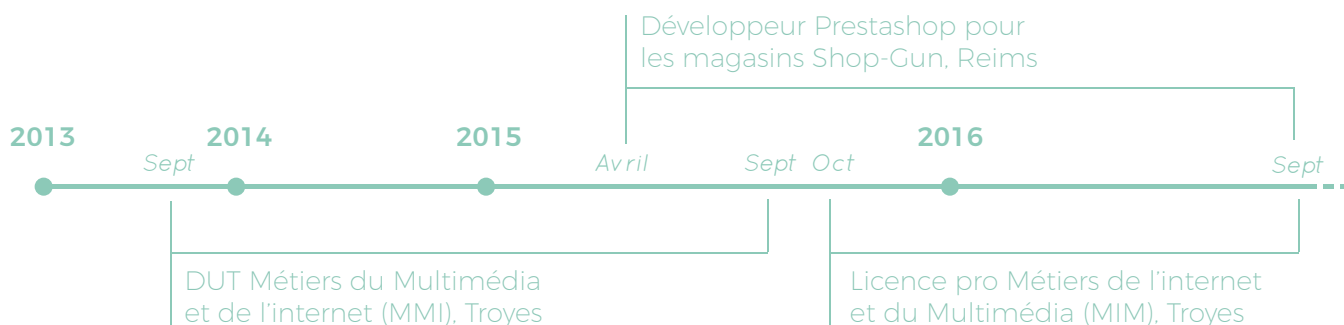 Développeur Prestashop pour
les magasins Shop-Gun, Reims
2013 2014 2015 2016
Sept Avril Sept Oct Sept
DUT Métiers du Multimédia
et de l'internet (MMI), Troyes
Licence pro Métiers de l'internet
et du Multimédia (MIM), Troyes